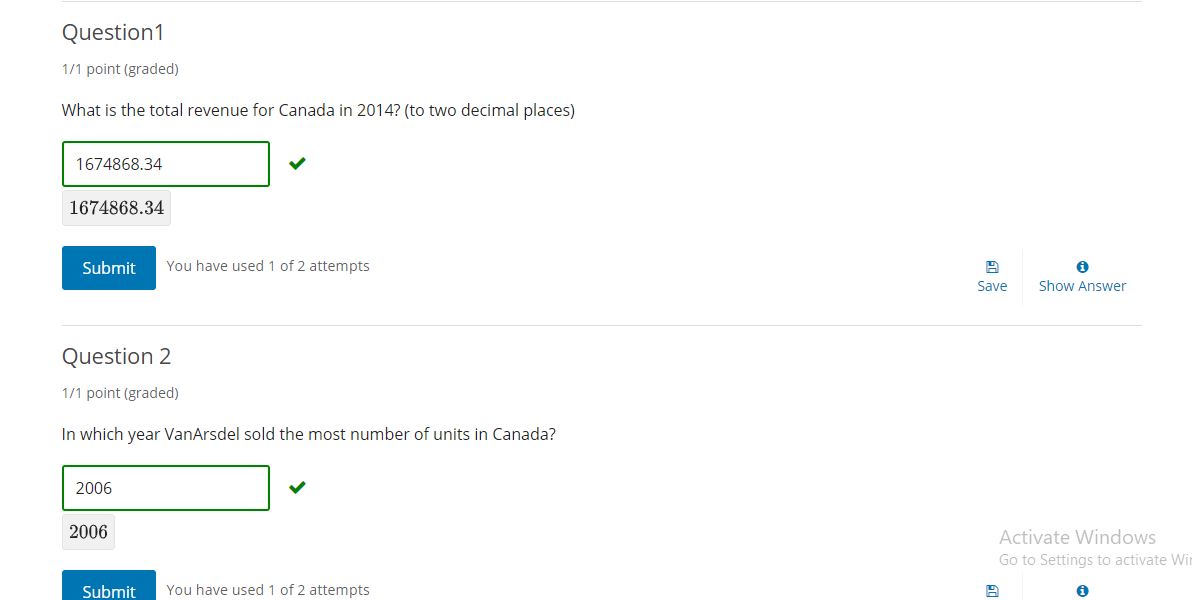 Question1
1/1 point (graded)
What is the total revenue for Canada in 2014? (to two decimal places)
1674868.34
1674868.34
Submit
You have used 1 of 2 attempts
Save
Show Answer
Question 2
1/1 point (graded)
In which year VanArsdel sold the most number of units in Canada?
2006
2006
Activate Windows
Go to Settings to activate Wi
Submit
You have used 1 of 2 attempts